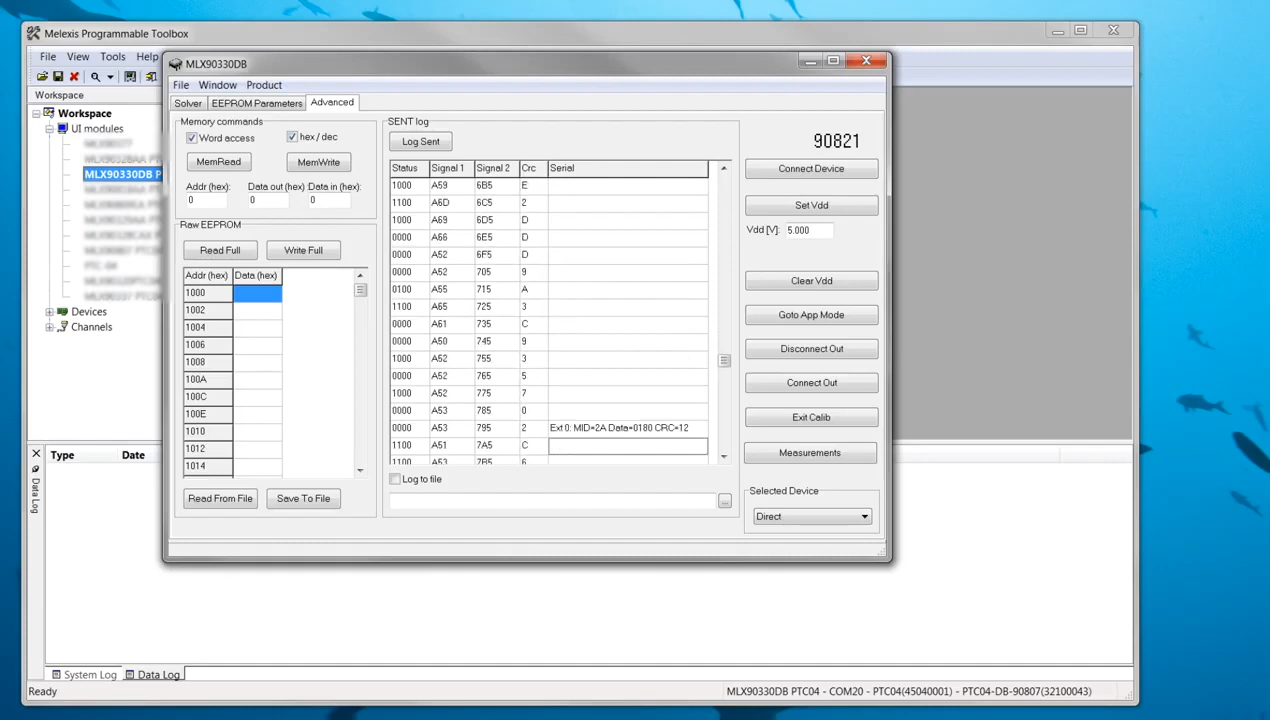 Melexis Programmable Toolbox
File View Tools Help
Workspace
Workspace
UI modules
MLX90330DB P
Devices
Channels
MLX90330DB
File Window Product
Solver EEPROM Parameters Advanced
Memory commands
Word access hex / dec
MemRead MemWrite
Addr (hex): Data out (hex) Data in (hex):
0 0 0
Raw EEPROM
Read Full Write Full
Addr (hex) Data (hex)
1000
1002
1004
1006
1008
100A
100C
100E
1010
1012
1014
Read From File Save To File
SENT log
Log Sent
Status Signal 1 Signal 2 Crc Serial
1000 A59 6B5 E
1100 A6D 6C5 2
1000 A69 6D5 D
0000 A66 6E5 D
0000 A52 6F5 D
0000 A52 705 9
0100 A55 715 A
1100 A65 725 3
0000 A61 735 C
0000 A50 745 9
1000 A52 755 3
0000 A52 765 5
1000 A52 775 7
0000 A53 785 0
0000 A53 795 2 Ext 0: MID=2A Data=0180 CRC=12
1100 A51 7A5 C
1100 A53 7B5 6
Log to file
...
90821
Connect Device
Set Vdd
Vdd [V]: 5.000
Clear Vdd
Goto App Mode
Disconnect Out
Connect Out
Exit Calib
Measurements
Selected Device
Direct
Type Date
Data Log
System Log Data Log
Ready MLX90330DB PTC04 - COM20 - PTC04(45040001) - PTC04-DB-90807(32100043)